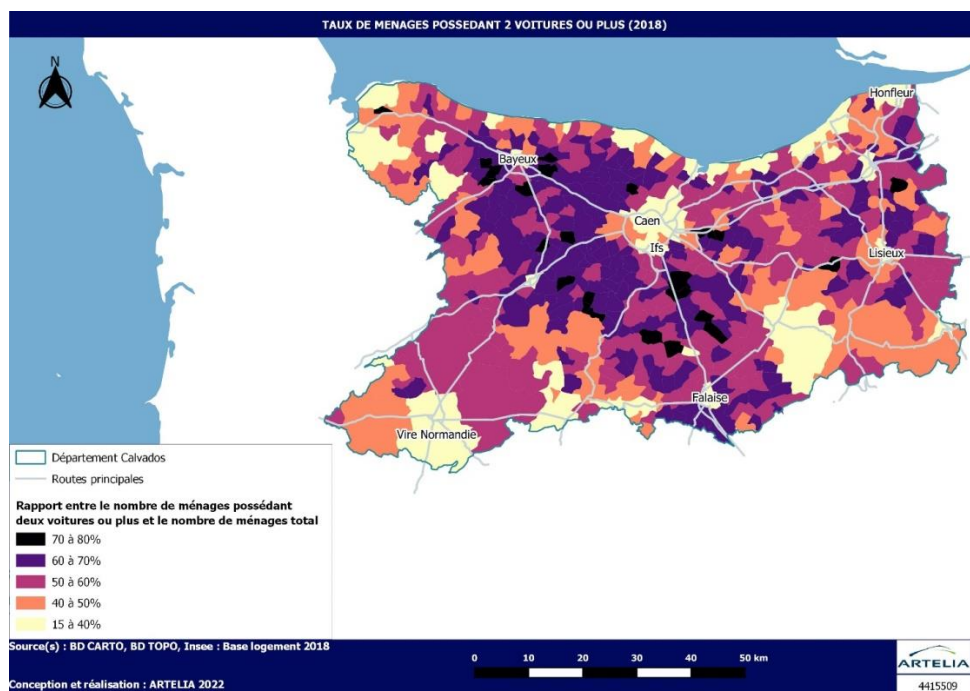 TAUX DE MENAGES POSSEDANT 2 VOITURES OU PLUS (2018)
N
Honfleur
Bayeux
Caen
Ifs
Lisieux
Falaise
Vire Normandie
Département Calvados
Routes principales
Rapport entre le nombre de ménages possédant
deux voitures ou plus et le nombre de ménages total
70 à 80%
60 à 70%
50 à 60%
40 à 50%
15 à 40%
Source(s) : BD CARTO, BD TOPO, Insee : Base logement 2018
0 10 20 30 40 50 km
Conception et réalisation : ARTELIA 2022
ARTELIA
4415509